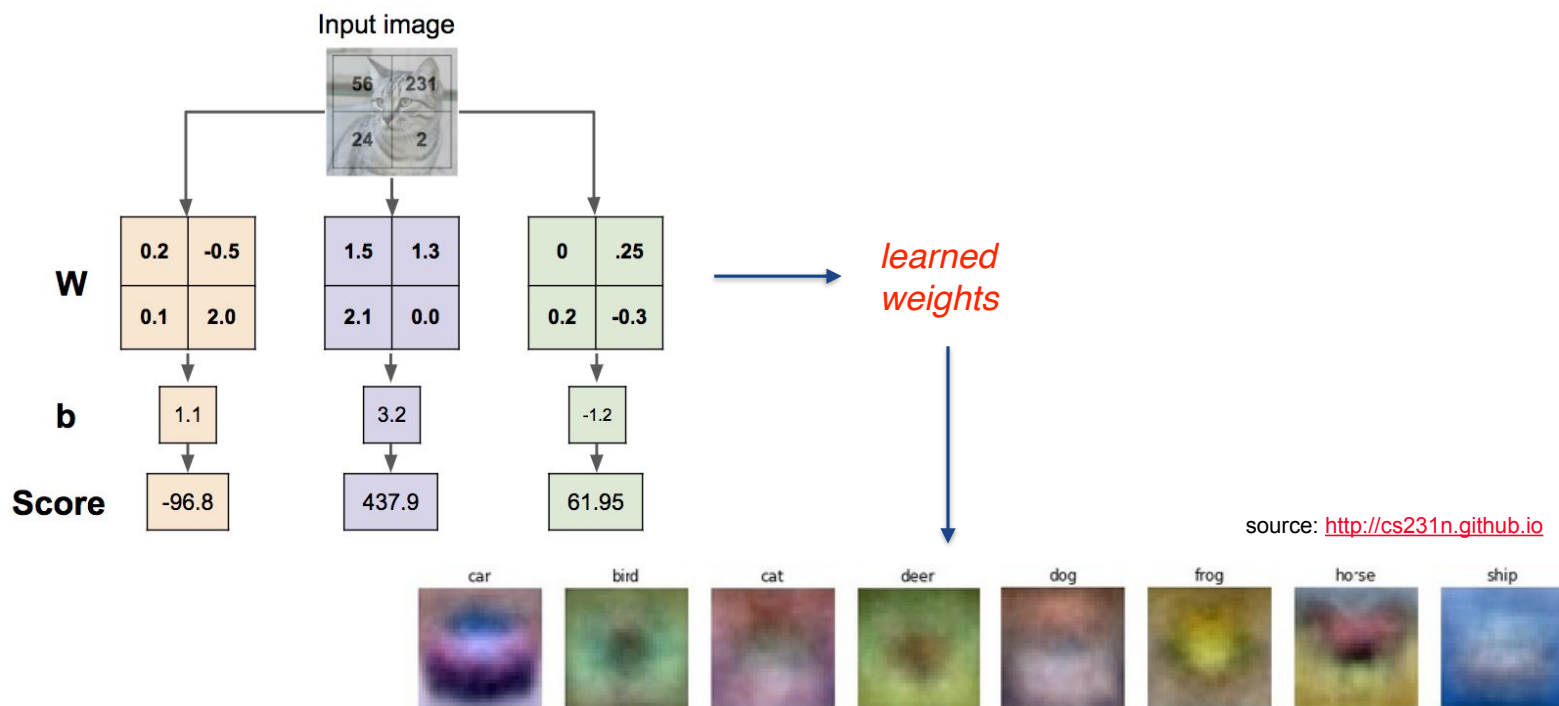 Input image
56 231
24 2
W
0.2 -0.5
0.1 2.0
1.5 1.3
2.1 0.0
0 .25
0.2 -0.3
learned
weights
b
1.1 3.2 -1.2
Score
-96.8 437.9 61.95
source: http://cs231n.github.io
car bird cat deer dog frog horse ship